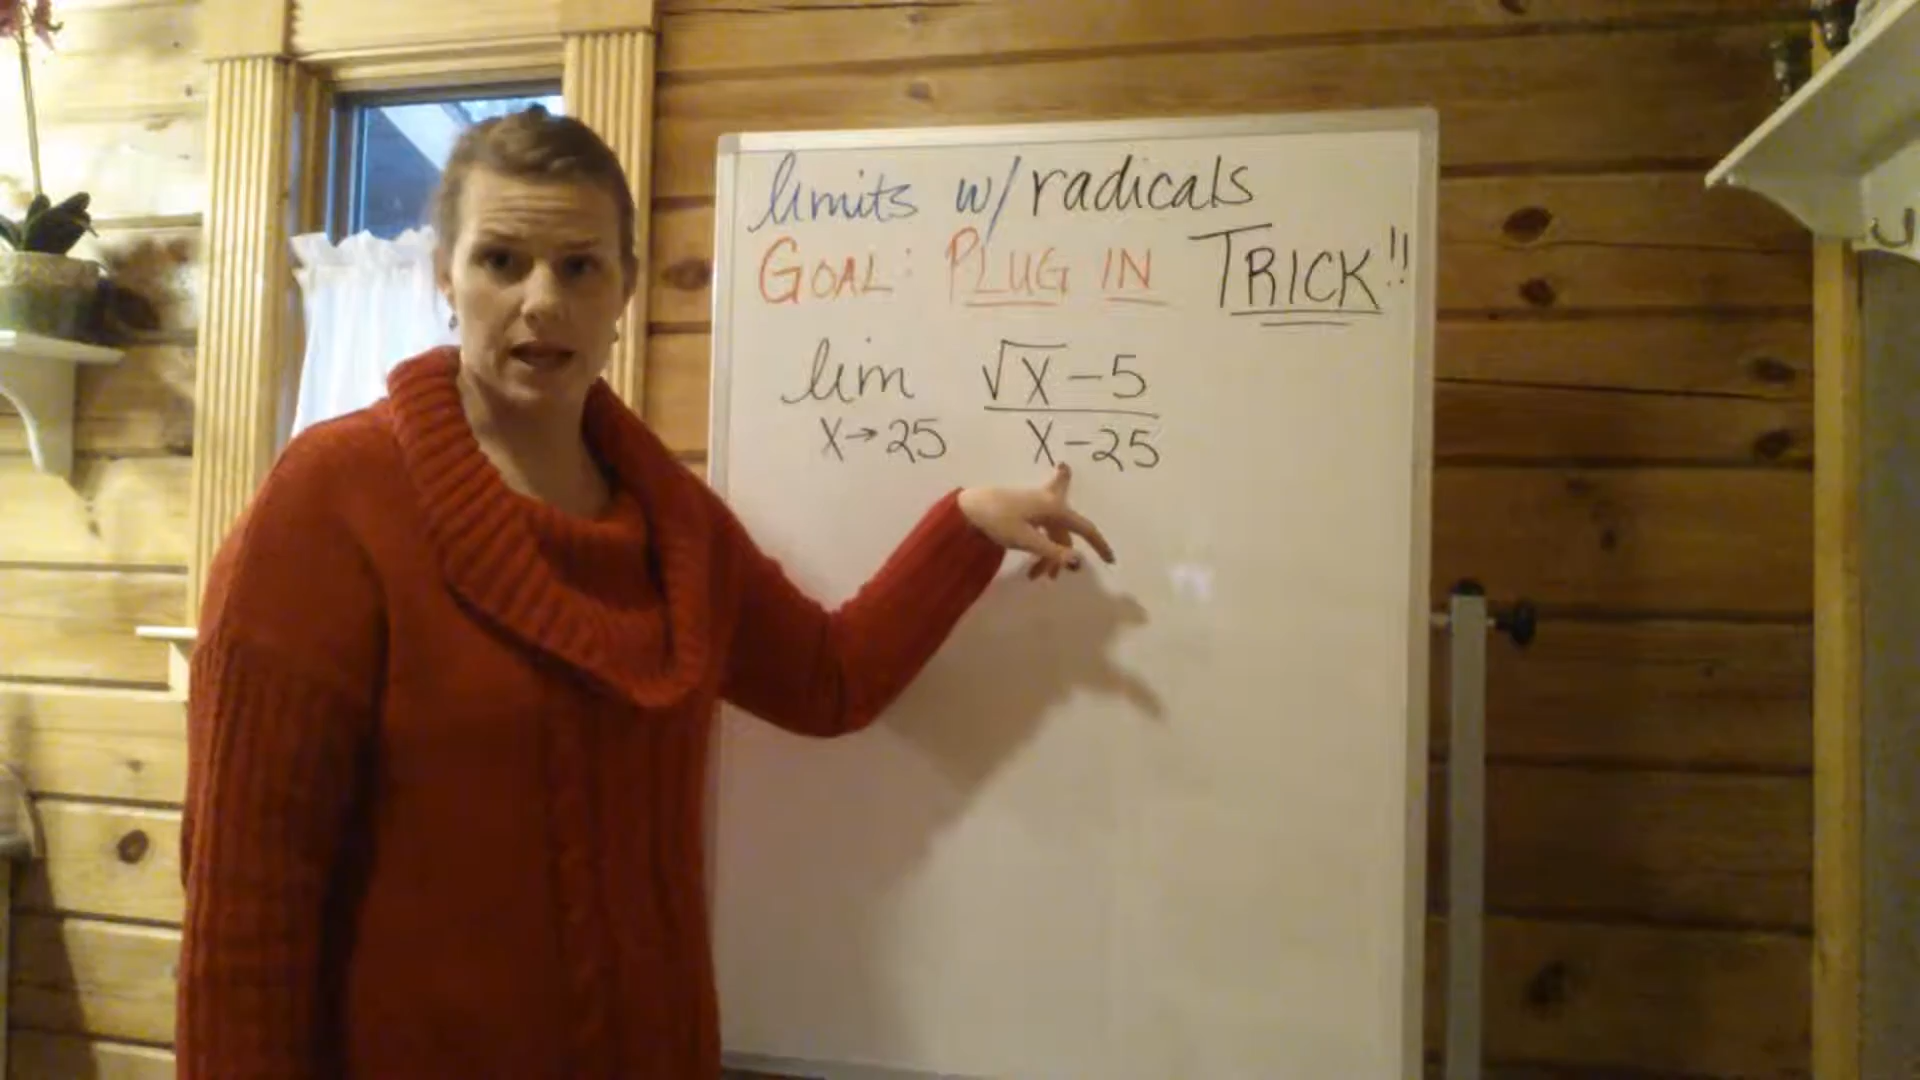 limits w/ radicals
GOAL: PLUG IN TRICK!!
lim √x - 5
x→25 x-25